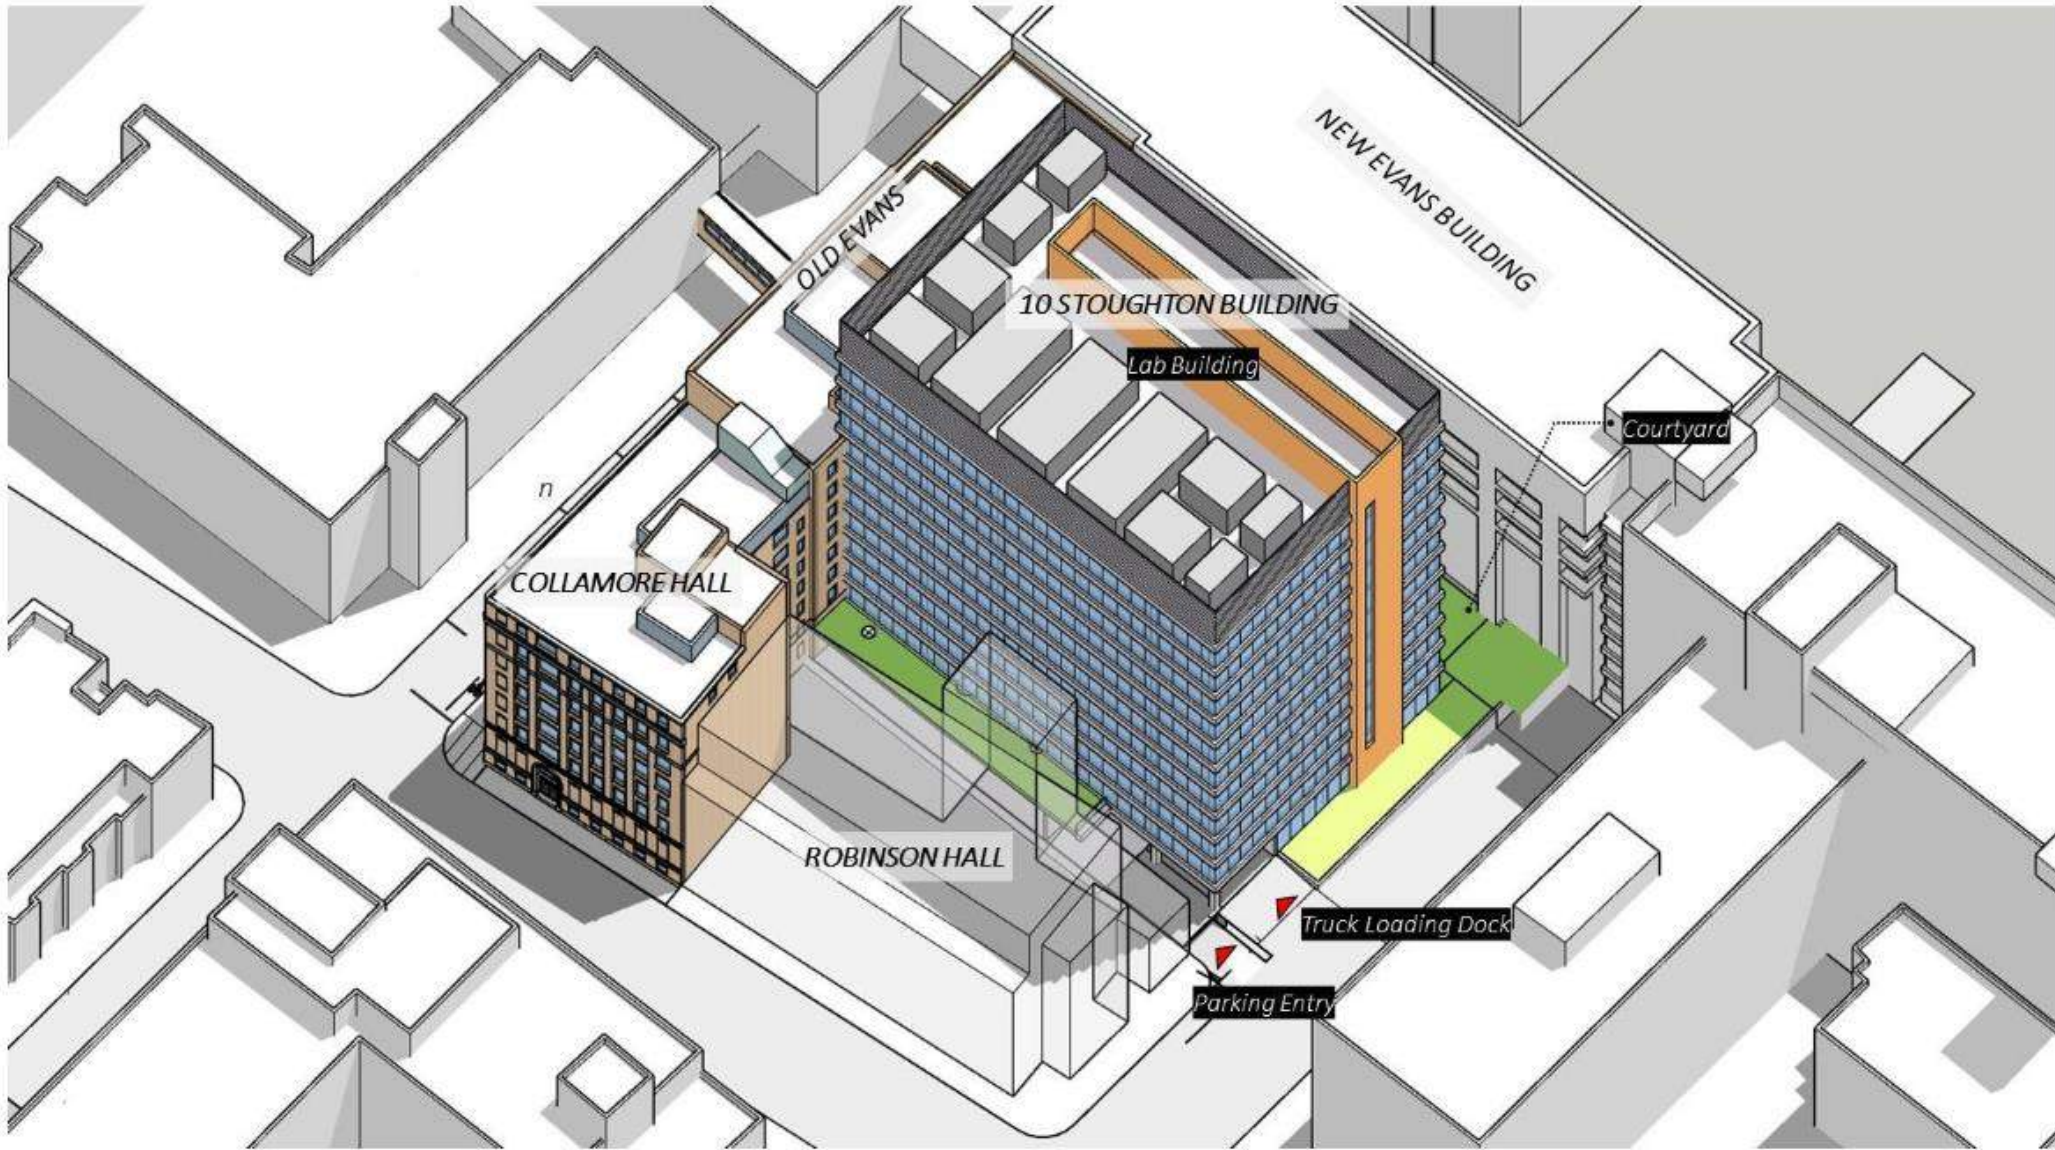 NEW EVANS BUILDING
OLD EVANS
10 STOUGHTON BUILDING
Lab Building
Courtyard
n
COLLAMORE HALL
ROBINSON HALL
Truck Loading Dock
Parking Entry